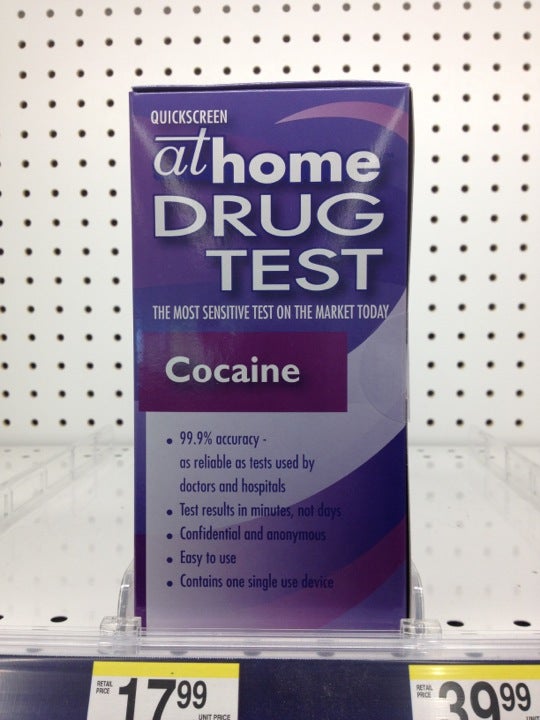 QUICKSCREEN
at home
DRUG
TEST
THE MOST SENSITIVE TEST ON THE MARKET TODAY
Cocaine
• 99.9% accuracy -
as reliable as tests used by
doctors and hospitals
• Test results in minutes, not days
• Confidential and anonymous
• Easy to use
• Contains one single use device
RETAIL PRICE
17 99
UNIT PRICE
RETAIL PRICE
39 99